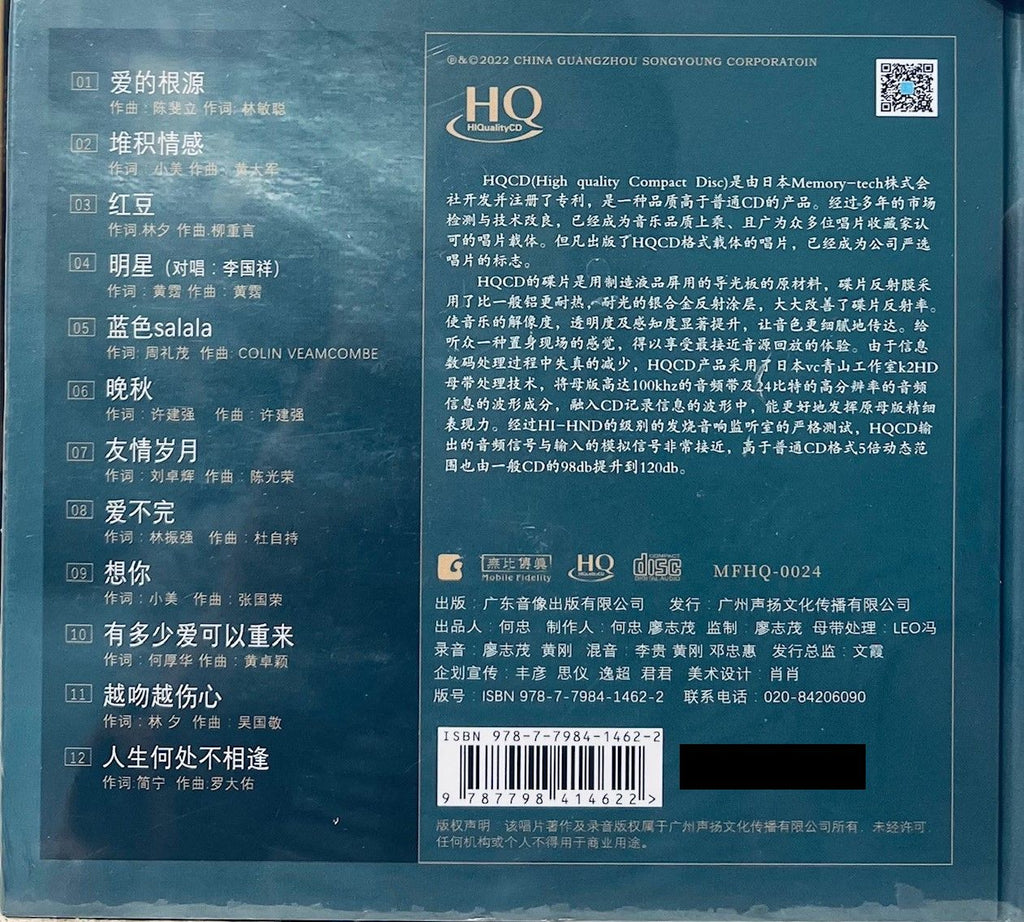 01 爱的根源
作曲：陈斐立 作词：林敏聪
02 堆积情感
作词：小美 作曲：黄大军
03 红豆
作词:林夕 作曲:柳重言
04 明星（对唱：李国祥）
作词：黄霑 作曲：黄霑
05 蓝色salala
作词: 周礼茂 作曲: COLIN VEAMCOMBE
06 晚秋
作词：许建强 作曲：许建强
07 友情岁月
作词：刘卓辉 作曲：陈光荣
08 爱不完
作词：林振强 作曲：杜自持
09 想你
作词：小美 作曲：张国荣
10 有多少爱可以重来
作词：何厚华 作曲：黄卓颖
11 越吻越伤心
作词：林 夕 作曲：吴国敬
12 人生何处不相逢
作词:简宁 作曲:罗大佑
℗&©2022 CHINA GUANGZHOU SONGYOUNG CORPORATOIN
HQ
HIQualityCD
HQCD(High quality Compact Disc)是由日本Memory-tech株式会
社开发并注册了专利，是一种品质高于普通CD的产品。经过多年的市场
检测与技术改良，已经成为音乐品质上乘、且广为众多位唱片收藏家认
可的唱片载体。但凡出版了HQCD格式载体的唱片，已经成为公司严选
唱片的标志。
HQCD的碟片是用制造液晶屏用的导光板的原材料，碟片反射膜采
用了比一般铝更耐热，耐光的银合金反射涂层，大大改善了碟片反射率。
使音乐的解像度，透明度及感知度显著提升，让音色更细腻地传达。给
听众一种置身现场的感觉，得以享受最接近音源回放的体验。由于信息
数码处理过程中失真的减少，HQCD产品采用了日本vc青山工作室k2HD
母带处理技术，将母版高达100khz的音频带及24比特的高分辨率的音频
信息的波形成分，融入CD记录信息的波形中，能更好地发挥原母版精细
表现力。经过HI-HND的级别的发烧音响监听室的严格测试，HQCD输
出的音频信号与输入的模拟信号非常接近，高于普通CD格式5倍动态范
围也由一般CD的98db提升到120db。
無比傳真
Mobile Fidelity
HQ
HIQualityCD
COMPACT
disc
DIGITAL AUDIO
MFHQ-0024
出版：广东音像出版有限公司 发行：广州声扬文化传播有限公司
出品人：何忠 制作人：何忠 廖志茂 监制：廖志茂 母带处理：LEO冯
录音：廖志茂 黄刚 混音：李贵 黄刚 邓忠惠 发行总监：文霞
企划宣传：丰彦 思仪 逸超 君君 美术设计：肖肖
版号：ISBN 978-7-7984-1462-2 联系电话：020-84206090
ISBN 978-7-7984-1462-2
9 787798 414622 >
版权声明：该唱片著作及录音版权属于广州声扬文化传播有限公司所有，未经许可，
任何机构或个人不得用于商业用途。